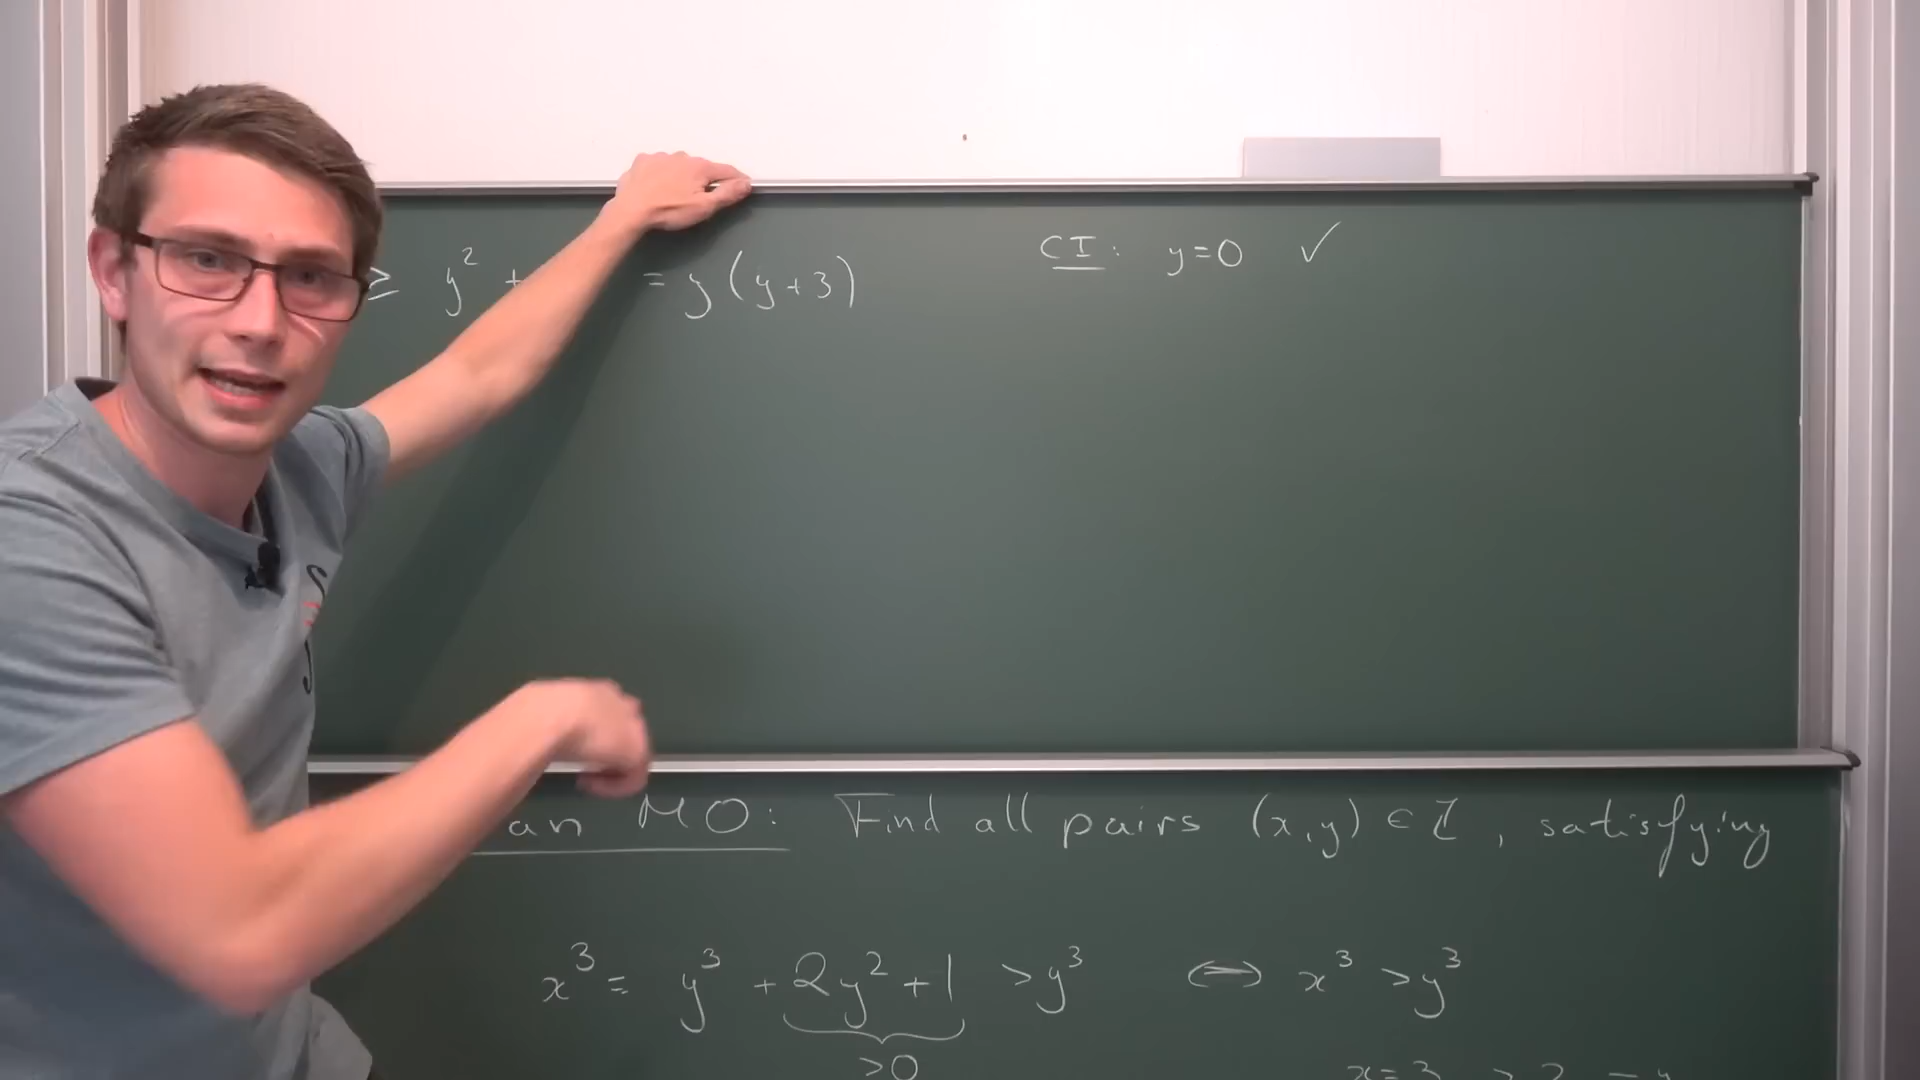 ≥ y² + = y(y+3)
CI: y=0 ✓
an MO: Find all pairs (x,y) ∈ ℤ, satisfying
x³ = y³ + 2y² + 1 > y³ ⟺ x³ > y³
>0